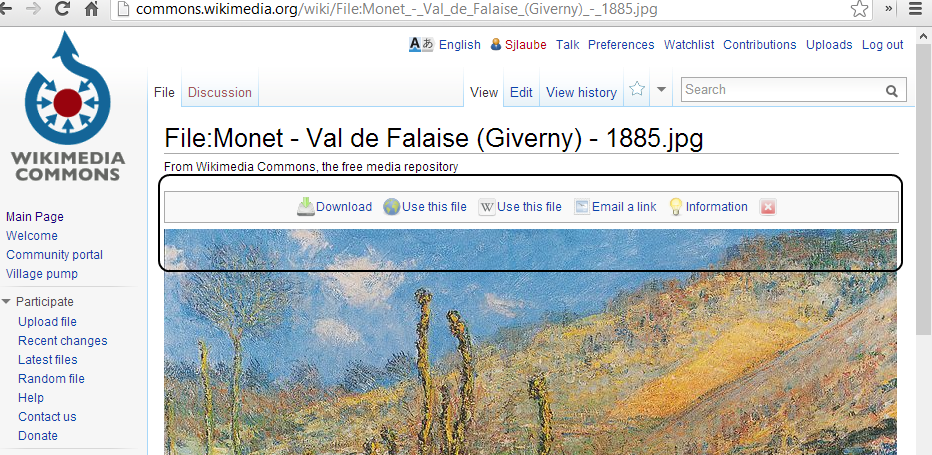 commons.wikimedia.org/wiki/File:Monet_-_Val_de_Falaise_(Giverny)_-_1885.jpg
Aあ English Sjlaube Talk Preferences Watchlist Contributions Uploads Log out
File Discussion View Edit View history Search
WIKIMEDIA
COMMONS
File:Monet - Val de Falaise (Giverny) - 1885.jpg
From Wikimedia Commons, the free media repository
Download Use this file W Use this file Email a link Information
Main Page
Welcome
Community portal
Village pump
Participate
Upload file
Recent changes
Latest files
Random file
Help
Contact us
Donate